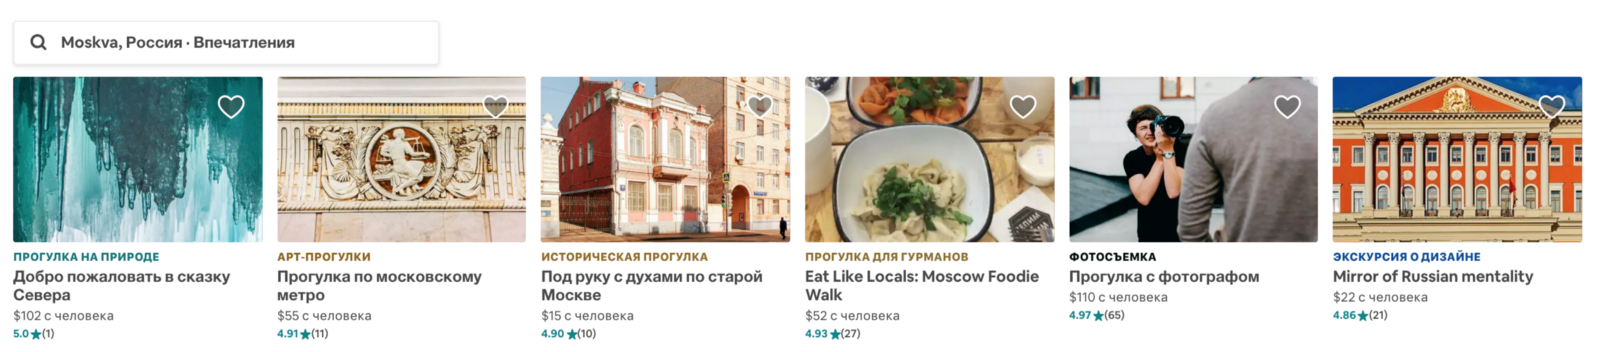 Moskva, Россия · Впечатления
ПРОГУЛКА НА ПРИРОДЕ
Добро пожаловать в сказку
Севера
$102 с человека
5.0★(1)
АРТ-ПРОГУЛКИ
Прогулка по московскому
метро
$55 с человека
4.91★(11)
ИСТОРИЧЕСКАЯ ПРОГУЛКА
Под руку с духами по старой
Москве
$15 с человека
4.90★(10)
ПРОГУЛКА ДЛЯ ГУРМАНОВ
Eat Like Locals: Moscow Foodie
Walk
$52 с человека
4.93★(27)
ФОТОСЪЕМКА
Прогулка с фотографом
$110 с человека
4.97★(65)
ЭКСКУРСИЯ О ДИЗАЙНЕ
Mirror of Russian mentality
$22 с человека
4.86★(21)